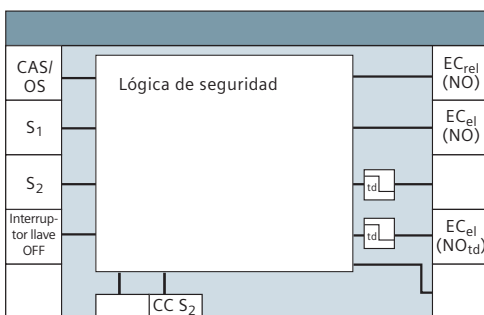 CAS/
OS
S1
S2
Interrup-
tor llave
OFF
Lógica de seguridad
td
td
ECrel
(NO)
ECel
(NO)
ECel
(NOtd)
CC S2